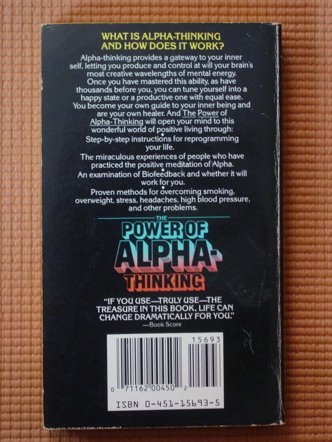 WHAT IS ALPHA-THINKING
AND HOW DOES IT WORK?
Alpha-thinking provides a gateway to your inner
self, letting you produce and control at will your brain's
most creative wavelengths of mental energy.
Once you have mastered this ability, as have
thousands before you, you can tune yourself into a
happy state or a productive one with equal ease.
You become your own guide to your inner being and
are your own healer. And The Power of
Alpha-Thinking will open your mind to this
wonderful world of positive living through:
•
Step-by-step instructions for reprogramming
your life.
•
The miraculous experiences of people who have
practiced the positive meditation of Alpha.
•
An examination of Biofeedback and whether it will
work for you.
•
Proven methods for overcoming smoking,
overweight, stress, headaches, high blood pressure,
and other problems.
THE
POWER OF
ALPHA-
THINKING
"IF YOU USE—TRULY USE—THE
TREASURE IN THIS BOOK, LIFE CAN
CHANGE DRAMATICALLY FOR YOU."
—Book Score
15693
0 71162 00450 2
ISBN 0-451-15693-5